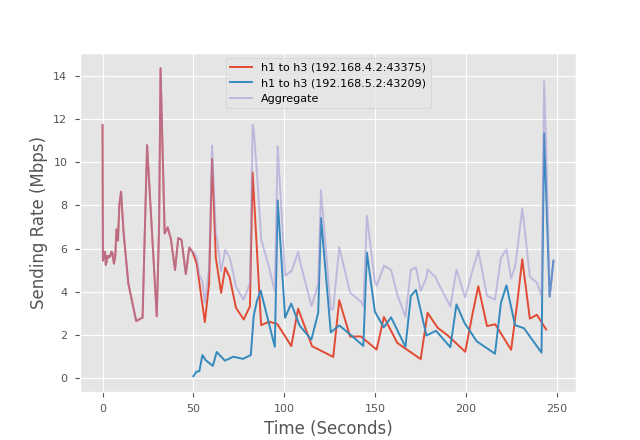 h1 to h3 (192.168.4.2:43375)
h1 to h3 (192.168.5.2:43209)
Aggregate
14
12
10
8
6
4
2
0
Sending Rate (Mbps)
0 50 100 150 200 250
Time (Seconds)